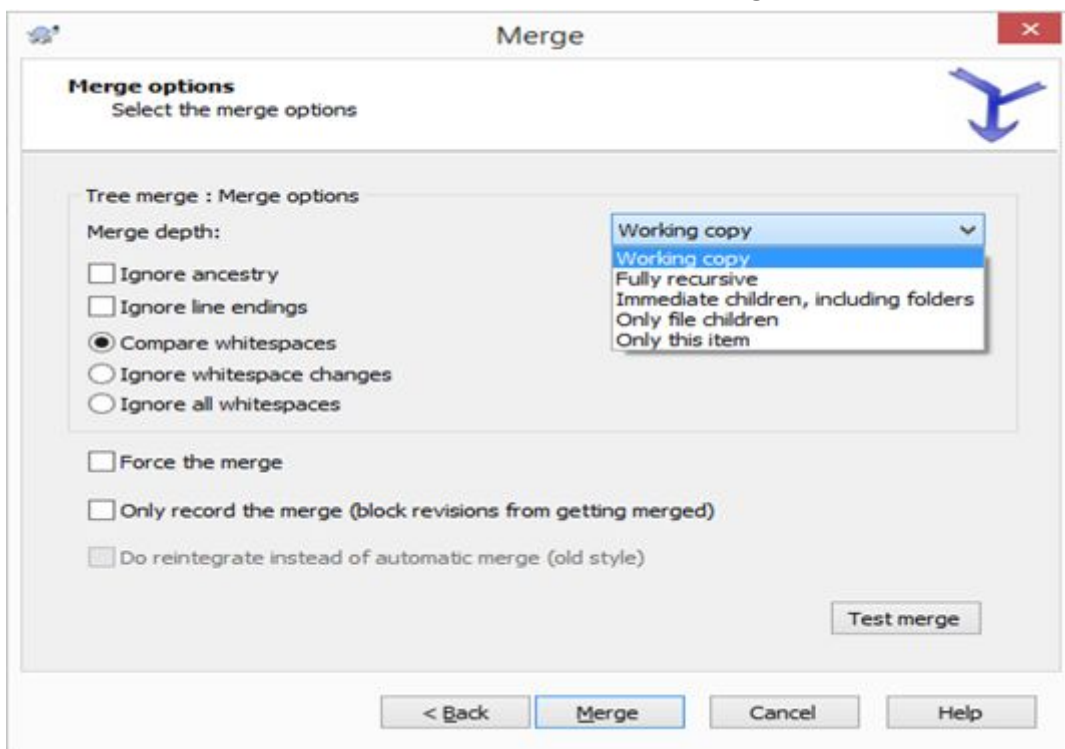 Merge
Merge options
Select the merge options
Tree merge : Merge options
Merge depth:
Working copy
Working copy
Fully recursive
Immediate children, including folders
Only file children
Only this item
Ignore ancestry
Ignore line endings
Compare whitespaces
Ignore whitespace changes
Ignore all whitespaces
Force the merge
Only record the merge (block revisions from getting merged)
Do reintegrate instead of automatic merge (old style)
Test merge
< Back
Merge
Cancel
Help